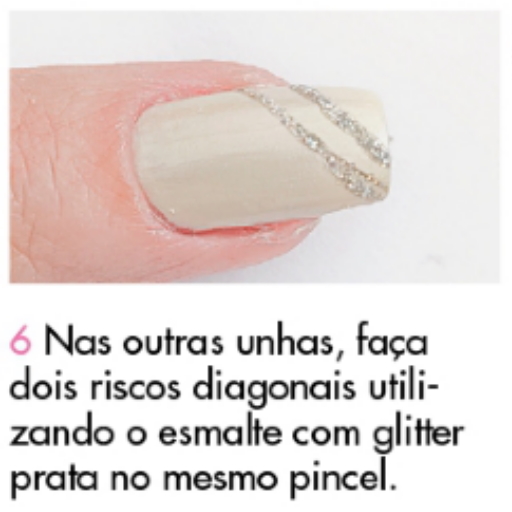 6 Nas outras unhas, faça
dois riscos diagonais utili-
zando o esmalte com glitter
prata no mesmo pincel.